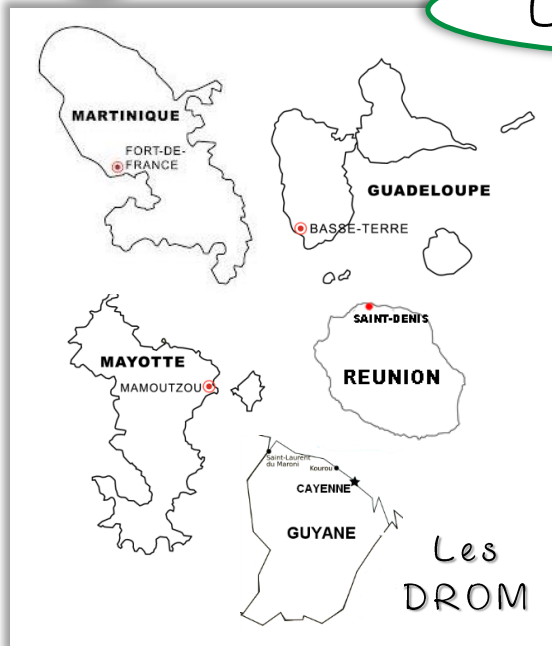 MARTINIQUE
FORT-DE-
FRANCE
GUADELOUPE
BASSE-TERRE
MAYOTTE
MAMOUTZOU
SAINT-DENIS
REUNION
Saint-Laurent
du Maroni
Kourou
CAYENNE
GUYANE
Les
DROM